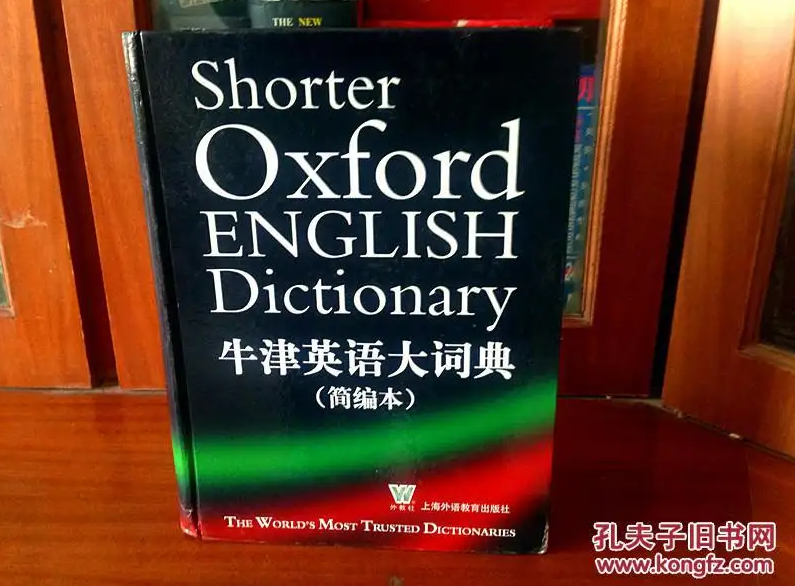 THE NEW
Shorter
Oxford
ENGLISH
Dictionary
牛津英语大词典
（简编本）
外教社
上海外语教育出版社
THE WORLD'S MOST TRUSTED DICTIONARIES
孔夫子旧书网
www.kongfz.com